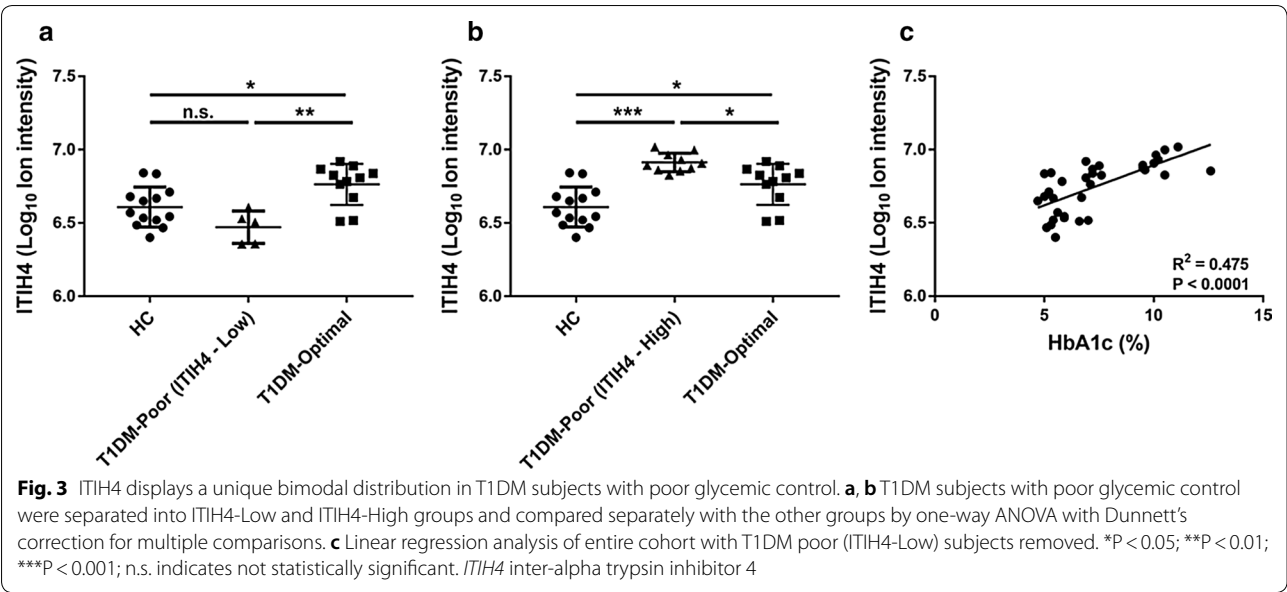 a
ITIH4 (Log10 Ion intensity)
7.5
7.0
6.5
6.0
*
n.s.
**
HC
T1DM-Poor (ITIH4 - Low)
T1DM-Optimal
b
ITIH4 (Log10 Ion intensity)
7.5
7.0
6.5
6.0
*
***
*
HC
T1DM-Poor (ITIH4 - High)
T1DM-Optimal
c
ITIH4 (Log10 Ion intensity)
7.5
7.0
6.5
6.0
R2 = 0.475
P < 0.0001
0
5
10
15
HbA1c (%)
Fig. 3 ITIH4 displays a unique bimodal distribution in T1DM subjects with poor glycemic control. a, b T1DM subjects with poor glycemic control
were separated into ITIH4-Low and ITIH4-High groups and compared separately with the other groups by one-way ANOVA with Dunnett's
correction for multiple comparisons. c Linear regression analysis of entire cohort with T1DM poor (ITIH4-Low) subjects removed. *P < 0.05; **P < 0.01;
***P < 0.001; n.s. indicates not statistically significant. ITIH4 inter-alpha trypsin inhibitor 4